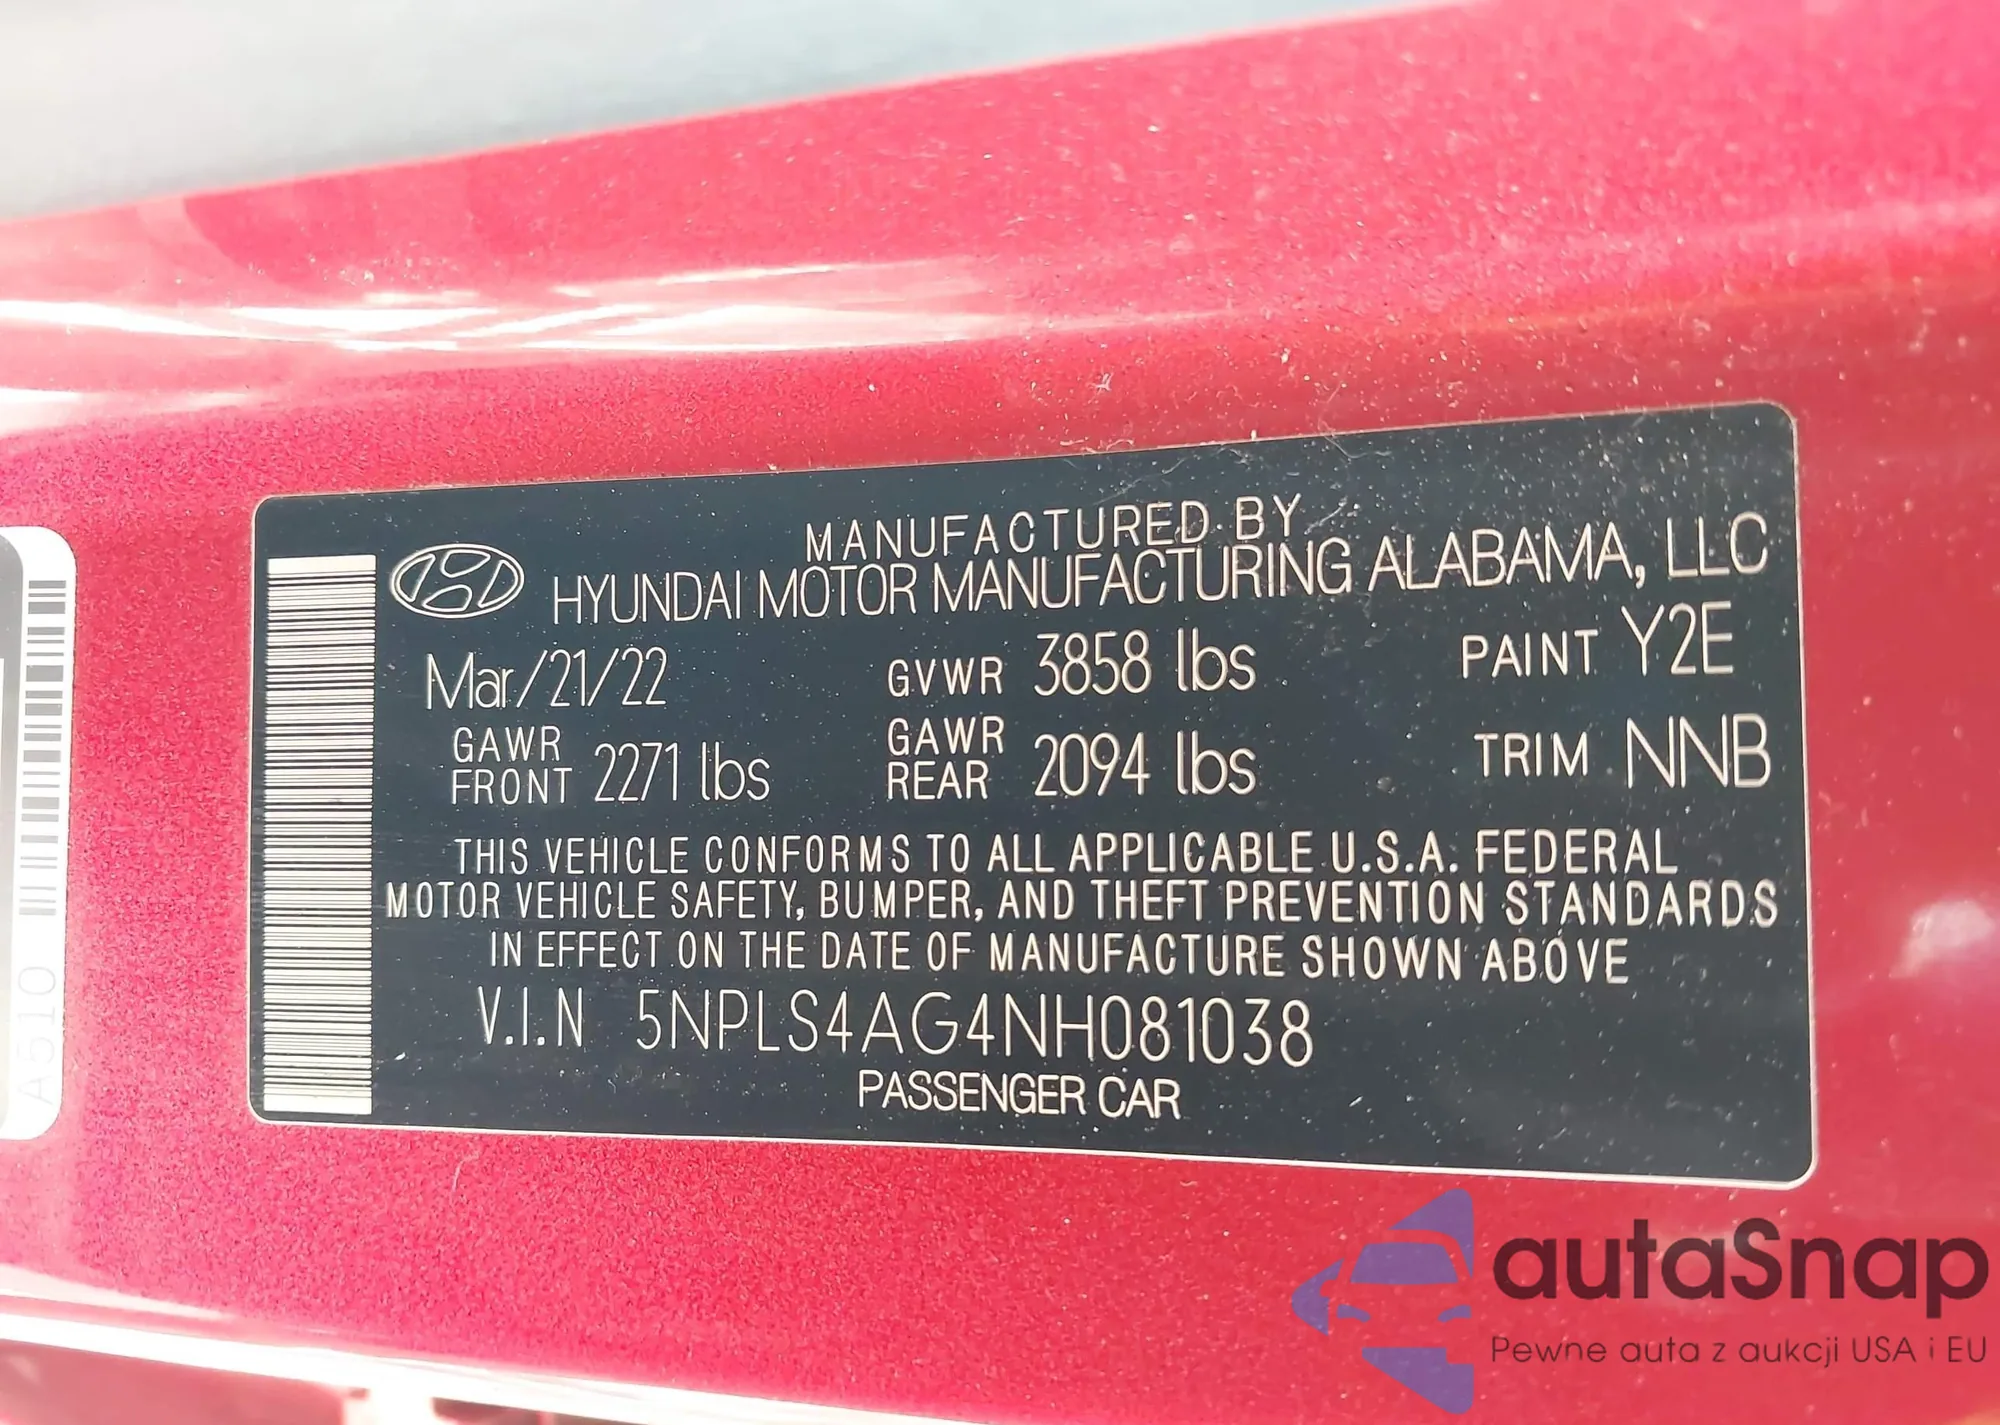 MANUFACTURED BY
HYUNDAI MOTOR MANUFACTURING ALABAMA, LLC
Mar/21/22 GVWR 3858 lbs PAINT Y2E
GAWR FRONT 2271 lbs GAWR REAR 2094 lbs TRIM NNB
THIS VEHICLE CONFORMS TO ALL APPLICABLE U.S.A. FEDERAL
MOTOR VEHICLE SAFETY, BUMPER, AND THEFT PREVENTION STANDARDS
IN EFFECT ON THE DATE OF MANUFACTURE SHOWN ABOVE
V.I.N 5NPLS4AG4NH081038
PASSENGER CAR
A510
autaSnap
Pewne auta z aukcji USA i EU